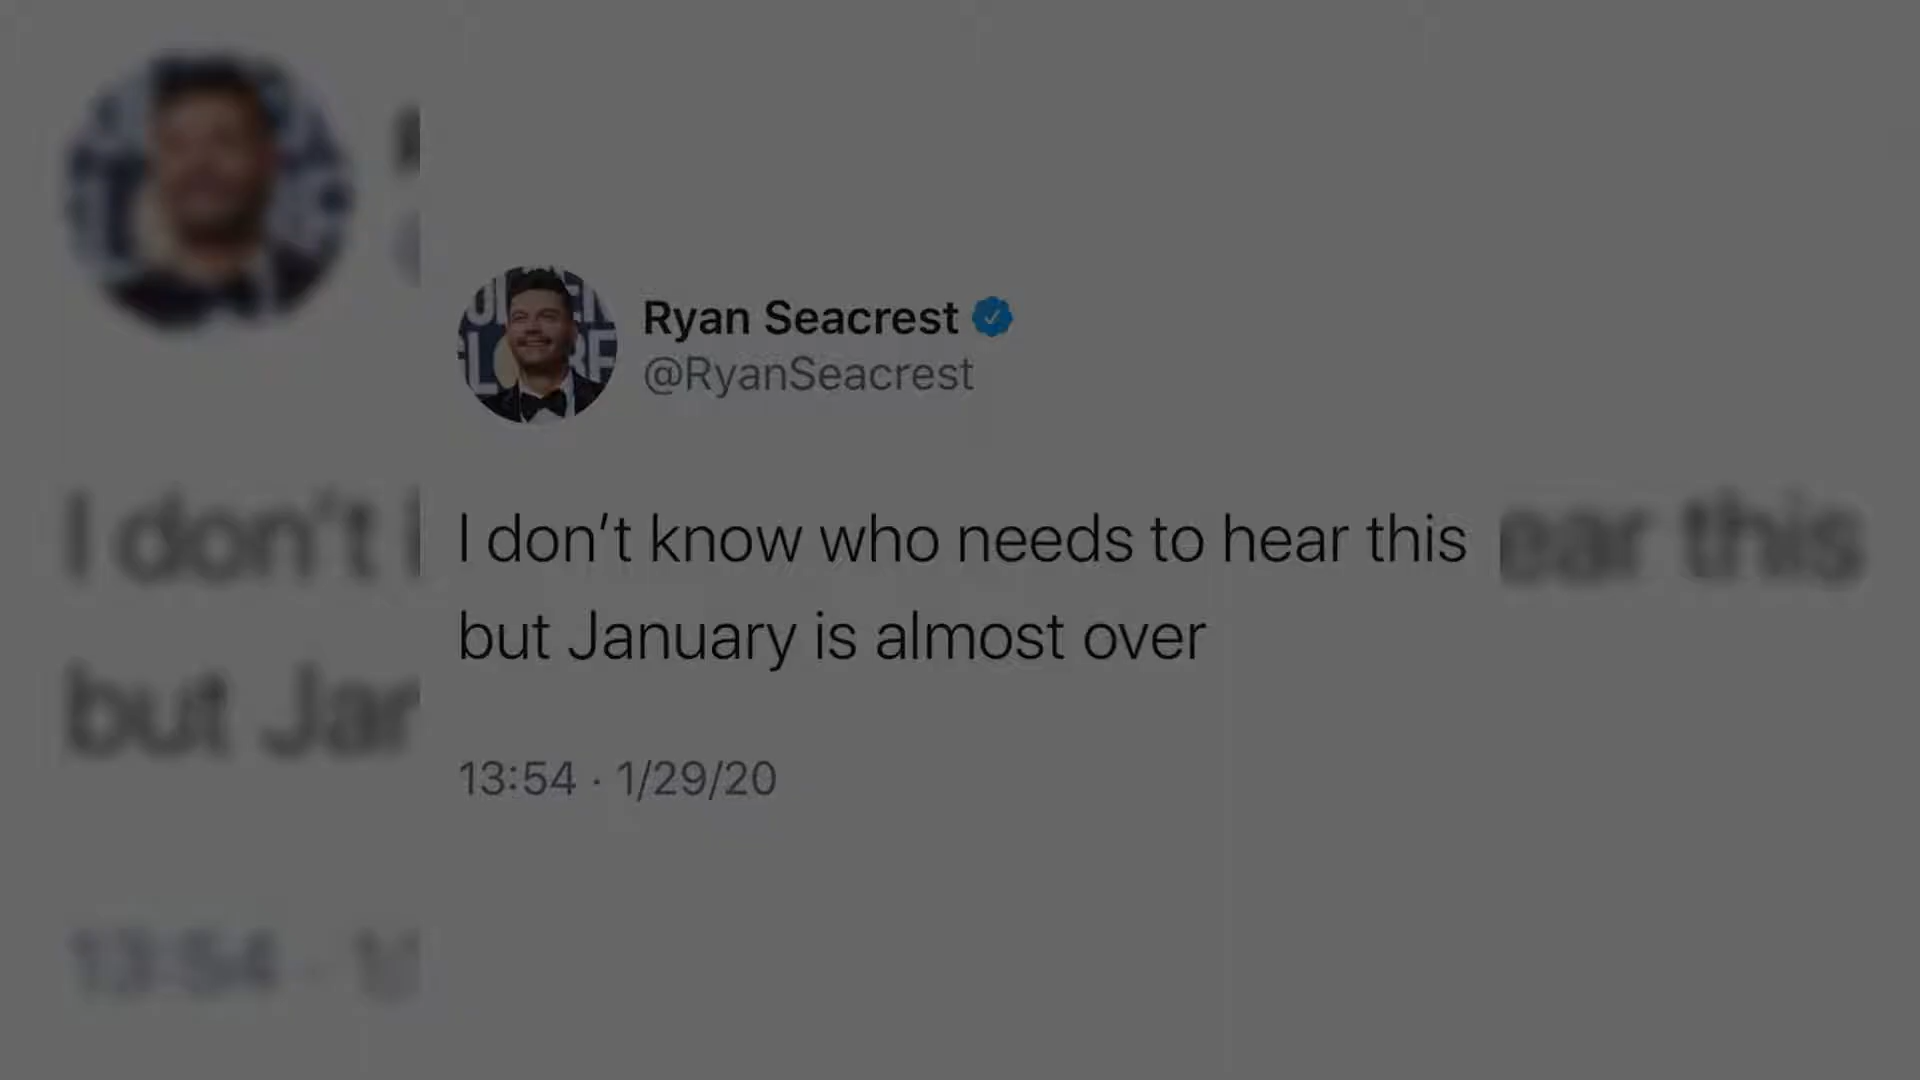 Ryan Seacrest
@RyanSeacrest
I don't know who needs to hear this
but January is almost over
13:54 · 1/29/20